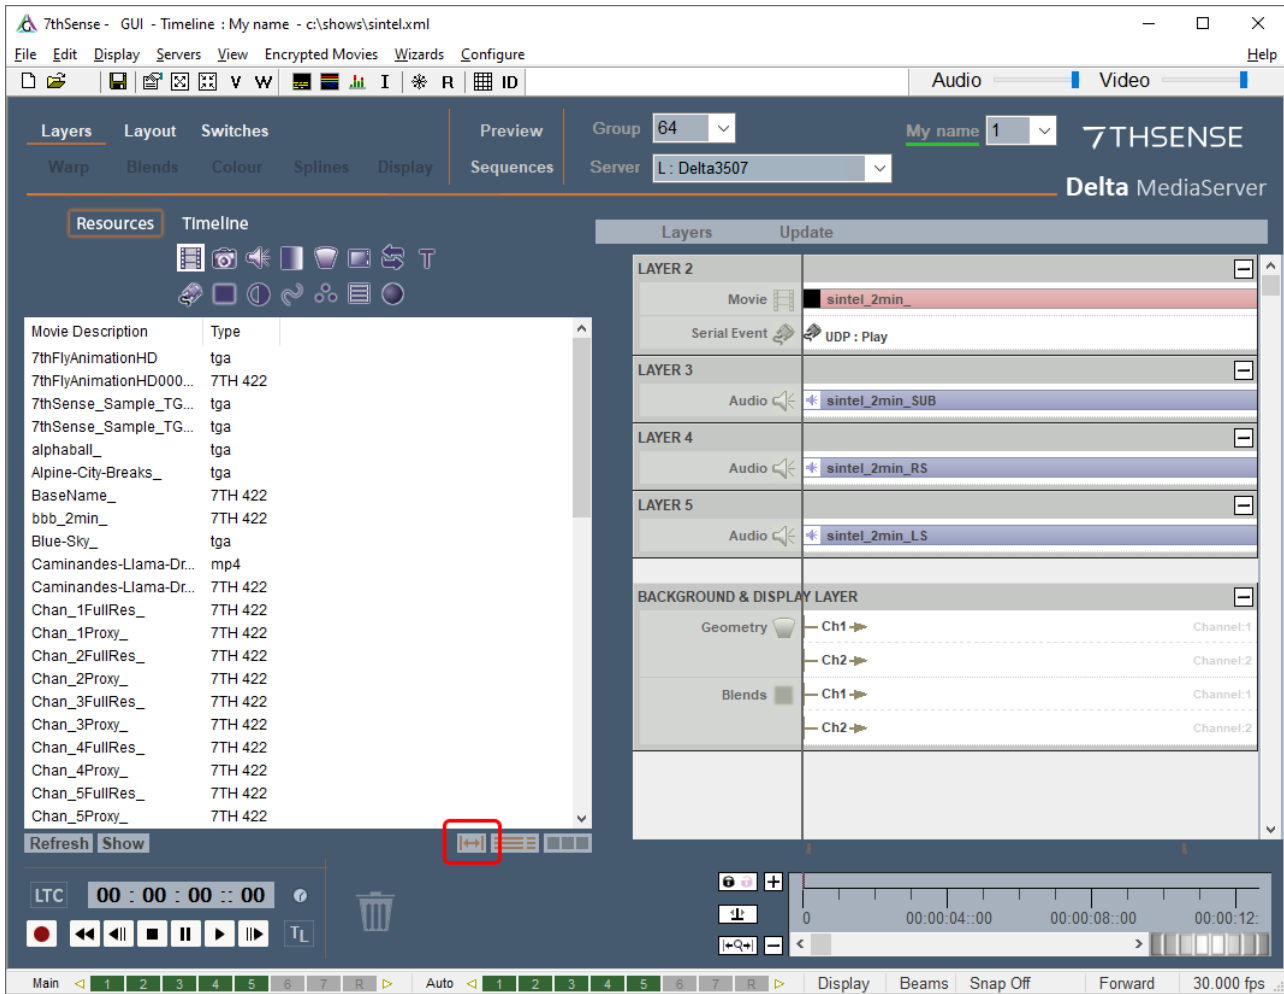 7thSense - GUI - Timeline : My name - c:\shows\sintel.xml
File Edit Display Servers View Encrypted Movies Wizards Configure Help
V W I R ID Audio Video
Layers Layout Switches Preview Group 64 My name 1 7THSENSE
Warp Blends Colour Splines Display Sequences Server L : Delta3507 Delta MediaServer
Resources Timeline
Layers Update
T
Movie Description Type
7thFlyAnimationHD tga
7thFlyAnimationHD000... 7TH 422
7thSense_Sample_TG... tga
7thSense_Sample_TG... tga
alphaball_ tga
Alpine-City-Breaks_ tga
BaseName_ 7TH 422
bbb_2min_ 7TH 422
Blue-Sky_ tga
Caminandes-Llama-Dr... mp4
Caminandes-Llama-Dr... 7TH 422
Chan_1FullRes_ 7TH 422
Chan_1Proxy_ 7TH 422
Chan_2FullRes_ 7TH 422
Chan_2Proxy_ 7TH 422
Chan_3FullRes_ 7TH 422
Chan_3Proxy_ 7TH 422
Chan_4FullRes_ 7TH 422
Chan_4Proxy_ 7TH 422
Chan_5FullRes_ 7TH 422
Chan_5Proxy_ 7TH 422
Refresh Show
LAYER 2
Movie sintel_2min_
Serial Event UDP : Play
LAYER 3
Audio sintel_2min_SUB
LAYER 4
Audio sintel_2min_RS
LAYER 5
Audio sintel_2min_LS
BACKGROUND & DISPLAY LAYER
Geometry Ch1 Channel:1
Ch2 Channel:2
Blends Ch1 Channel:1
Ch2 Channel:2
LTC 00 : 00 : 00 :: 00
TL
0 00:00:04::00 00:00:08::00 00:00:12:
Main 1 2 3 4 5 6 7 R Auto 1 2 3 4 5 6 7 R Display Beams Snap Off Forward 30.000 fps